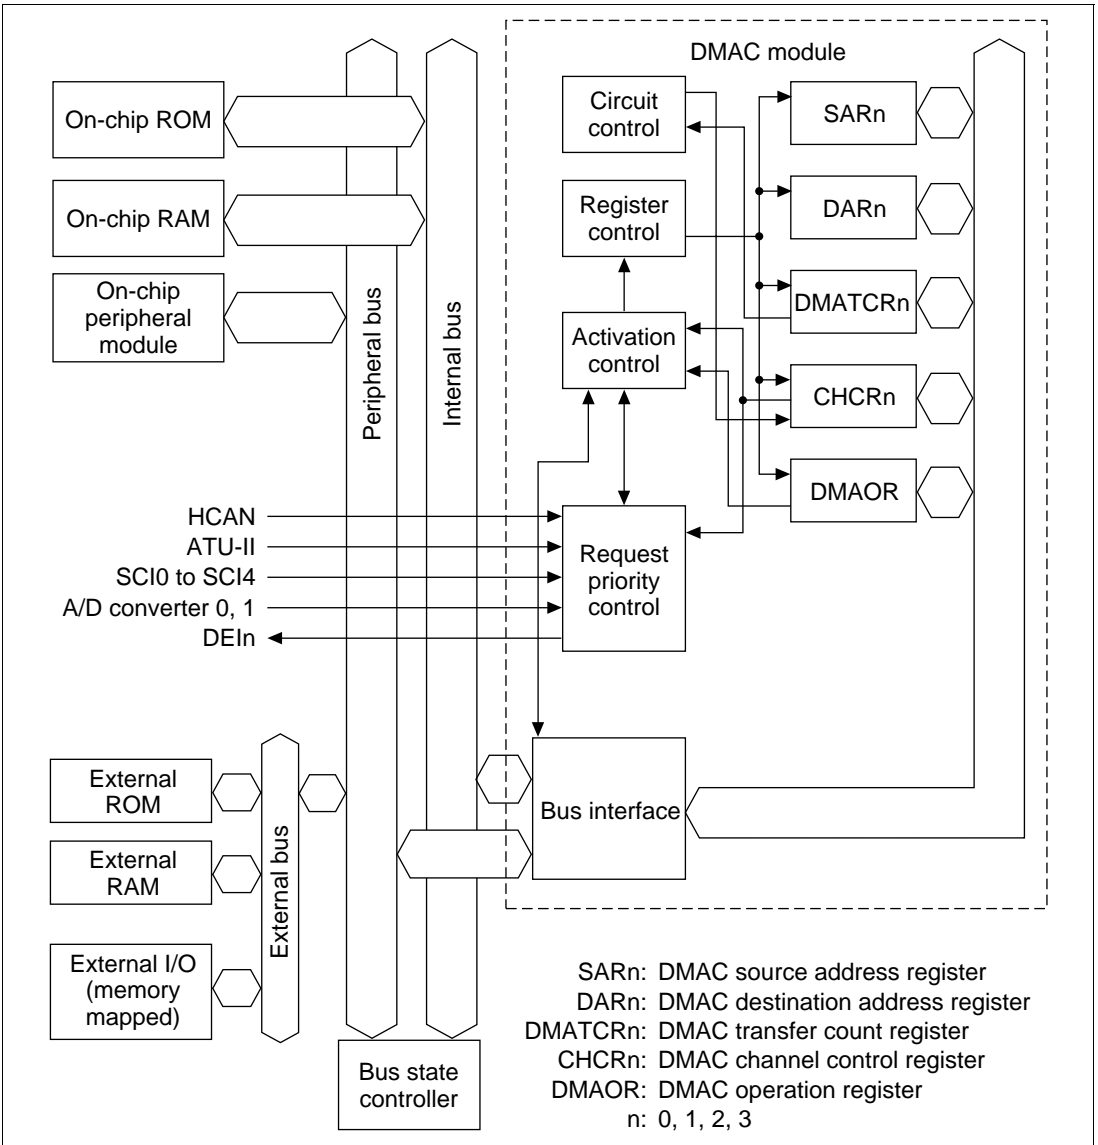 DMAC module
On-chip ROM
On-chip RAM
On-chip
peripheral
module
Peripheral bus
Internal bus
Circuit
control
Register
control
Activation
control
SARn
DARn
DMATCRn
CHCRn
DMAOR
HCAN
ATU-II
SCI0 to SCI4
A/D converter 0, 1
DEIn
Request
priority
control
External
ROM
External
RAM
External I/O
(memory
mapped)
External bus
Bus interface
Bus state
controller
SARn: DMAC source address register
DARn: DMAC destination address register
DMATCRn: DMAC transfer count register
CHCRn: DMAC channel control register
DMAOR: DMAC operation register
n: 0, 1, 2, 3